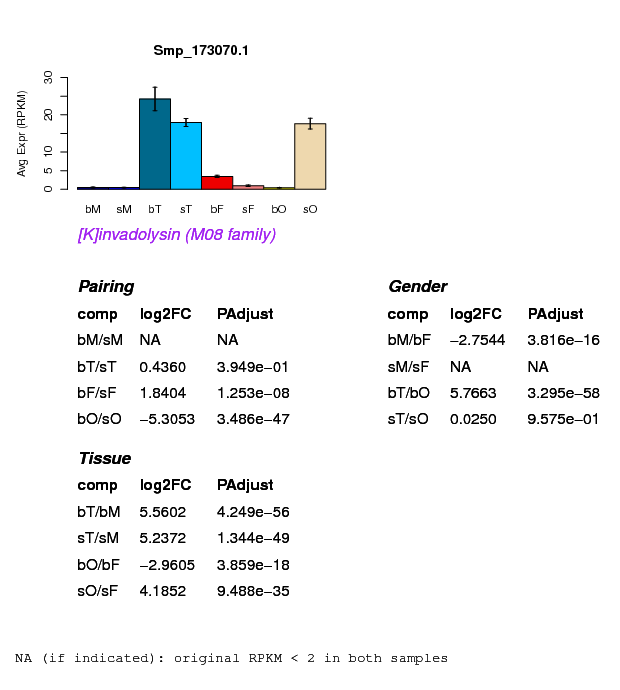 Smp_173070.1
Avg Expr (RPKM)
30
20
10
5
0
bM sM bT sT bF sF bO sO
[K]invadolysin (M08 family)
Pairing
comp log2FC PAdjust
bM/sM NA NA
bT/sT 0.4360 3.949e−01
bF/sF 1.8404 1.253e−08
bO/sO −5.3053 3.486e−47
Gender
comp log2FC PAdjust
bM/bF −2.7544 3.816e−16
sM/sF NA NA
bT/bO 5.7663 3.295e−58
sT/sO 0.0250 9.575e−01
Tissue
comp log2FC PAdjust
bT/bM 5.5602 4.249e−56
sT/sM 5.2372 1.344e−49
bO/bF −2.9605 3.859e−18
sO/sF 4.1852 9.488e−35
NA (if indicated): original RPKM < 2 in both samples